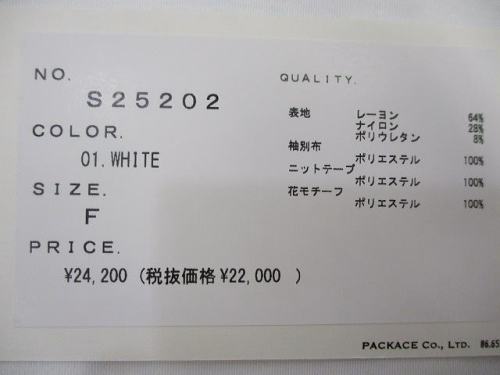 NO.
S25202
COLOR.
01. WHITE
SIZE.
F
PRICE.
¥24,200 (税抜価格 ¥22,000 )
QUALITY.
表地 レーヨン 64%
ナイロン 28%
ポリウレタン 8%
袖別布
ポリエステル 100%
ニットテープ
ポリエステル 100%
花モチーフ
ポリエステル 100%
PACKACE CO., LTD. 86.65